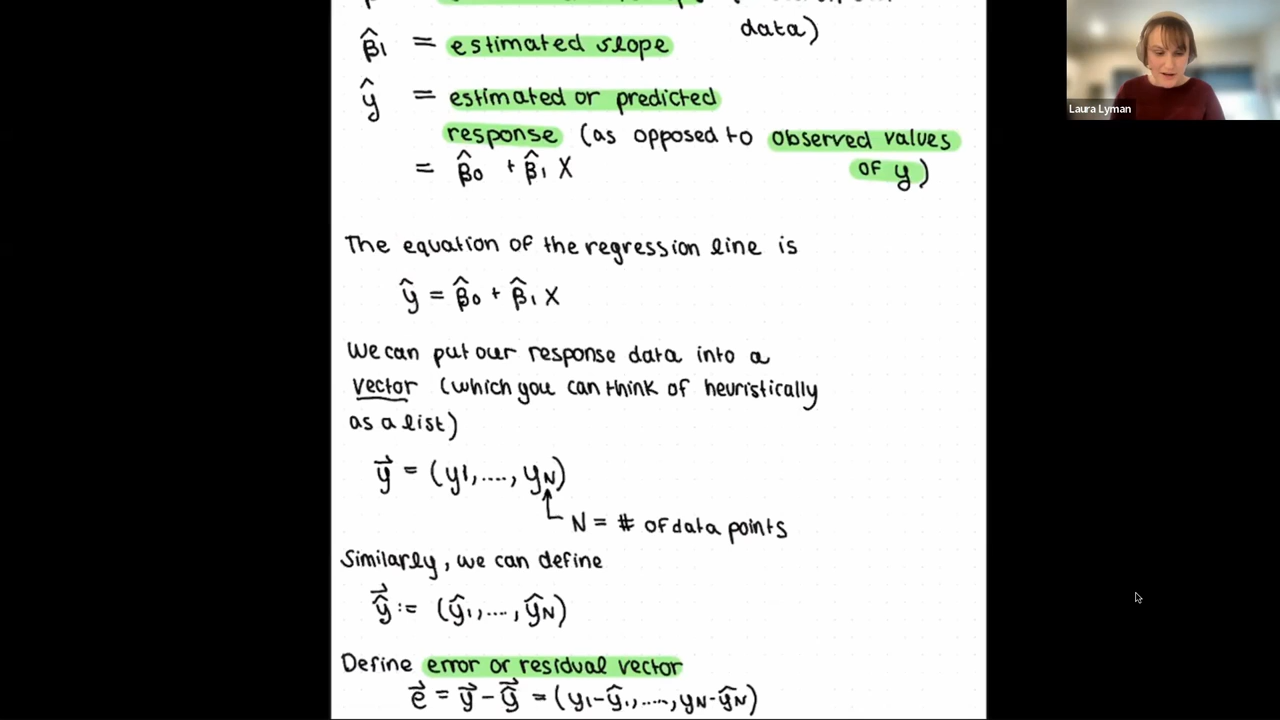 data)
β̂1 = estimated slope
ŷ = estimated or predicted
response (as opposed to observed values
of y)
= β̂0 + β̂1 X
The equation of the regression line is
ŷ = β̂0 + β̂1 X
We can put our response data into a
vector (which you can think of heuristically
as a list)
y⃗ = (y1,...., yN)
N = # of data points
Similarly, we can define
ŷ⃗ := (ŷ1,...., ŷN)
Define error or residual vector
e⃗ = y⃗ - ŷ⃗ = (y1-ŷ1,....., yN-ŷN)
Laura Lyman